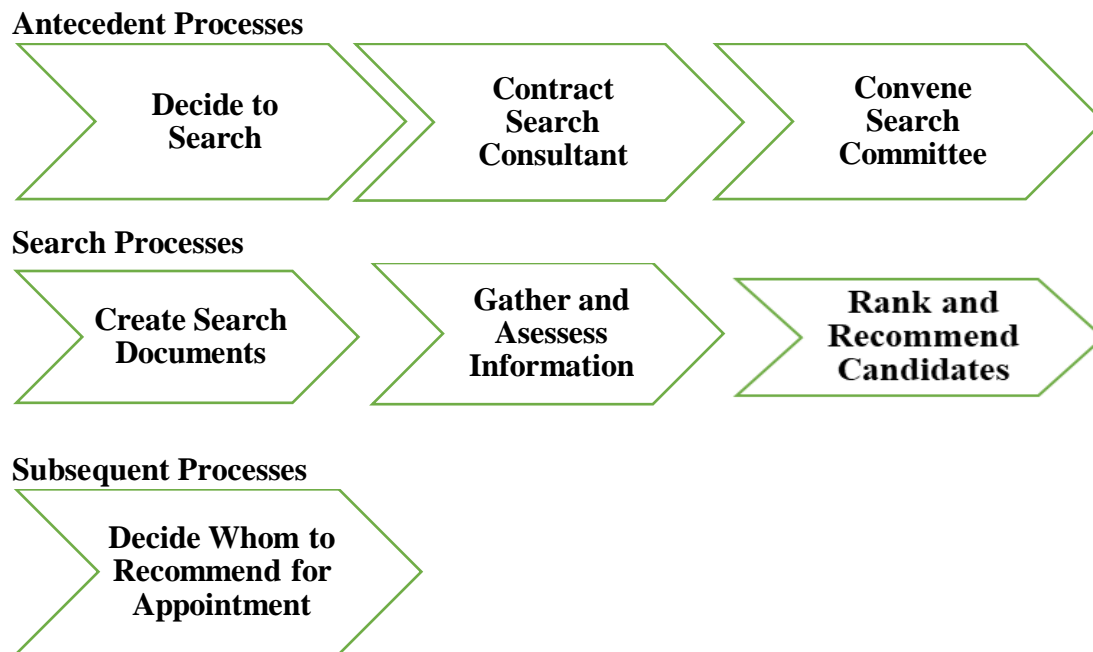 Antecedent Processes
Decide to
Search
Contract
Search
Consultant
Convene
Search
Committee
Search Processes
Create Search
Documents
Gather and
Asessess
Information
Rank and
Recommend
Candidates
Subsequent Processes
Decide Whom to
Recommend for
Appointment